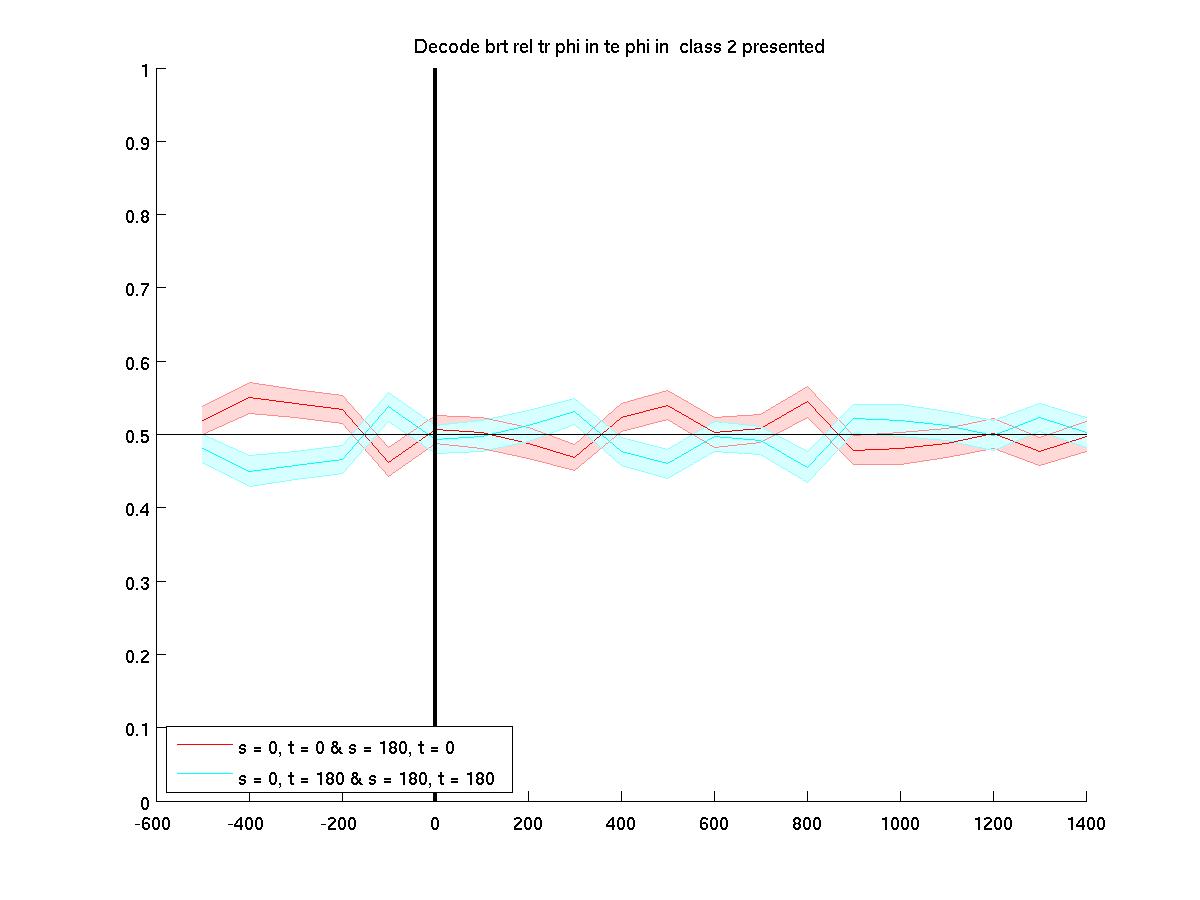 Decode brt rel tr phi in te phi in  class 2 presented
1
0.9
0.8
0.7
0.6
0.5
0.4
0.3
0.2
0.1
0
s = 0, t = 0 & s = 180, t = 0
s = 0, t = 180 & s = 180, t = 180
-600 -400 -200 0 200 400 600 800 1000 1200 1400